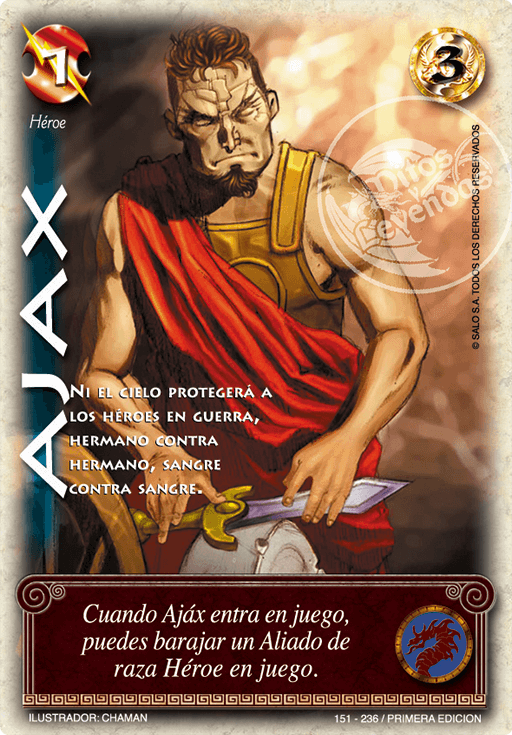 1
3
Héroe
Mitos
y
Leyendas
© SALO S.A. TODOS LOS DERECHOS RESERVADOS
AJAX
NI EL CIELO PROTEGERÁ A
LOS HÉROES EN GUERRA,
HERMANO CONTRA
HERMANO, SANGRE
CONTRA SANGRE.
Cuando Ajáx entra en juego,
puedes barajar un Aliado de
raza Héroe en juego.
ILUSTRADOR: CHAMAN
151 - 236 / PRIMERA EDICION